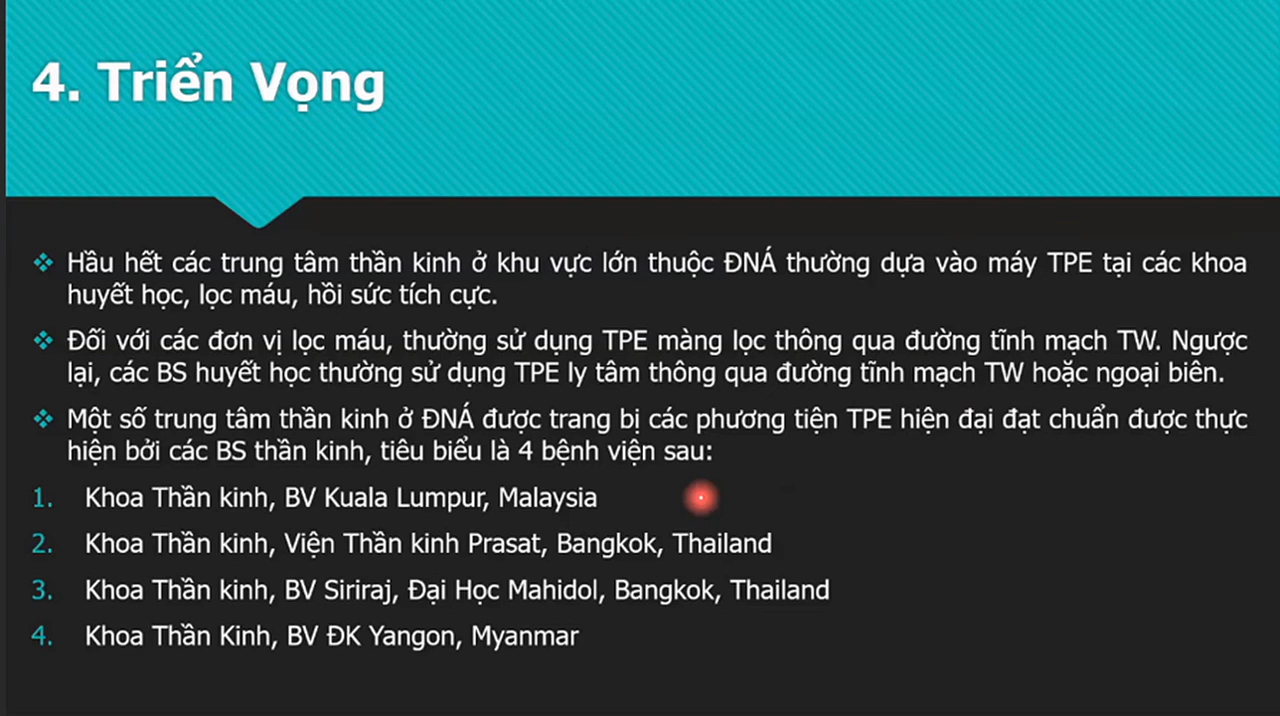 4. Triển Vọng
Hầu hết các trung tâm thần kinh ở khu vực lớn thuộc ĐNÁ thường dựa vào máy TPE tại các khoa
huyết học, lọc máu, hồi sức tích cực.
Đối với các đơn vị lọc máu, thường sử dụng TPE màng lọc thông qua đường tĩnh mạch TW. Ngược
lại, các BS huyết học thường sử dụng TPE ly tâm thông qua đường tĩnh mạch TW hoặc ngoại biên.
Một số trung tâm thần kinh ở ĐNÁ được trang bị các phương tiện TPE hiện đại đạt chuẩn được thực
hiện bởi các BS thần kinh, tiêu biểu là 4 bệnh viện sau:
1. Khoa Thần kinh, BV Kuala Lumpur, Malaysia
2. Khoa Thần kinh, Viện Thần kinh Prasat, Bangkok, Thailand
3. Khoa Thần kinh, BV Siriraj, Đại Học Mahidol, Bangkok, Thailand
4. Khoa Thần Kinh, BV ĐK Yangon, Myanmar